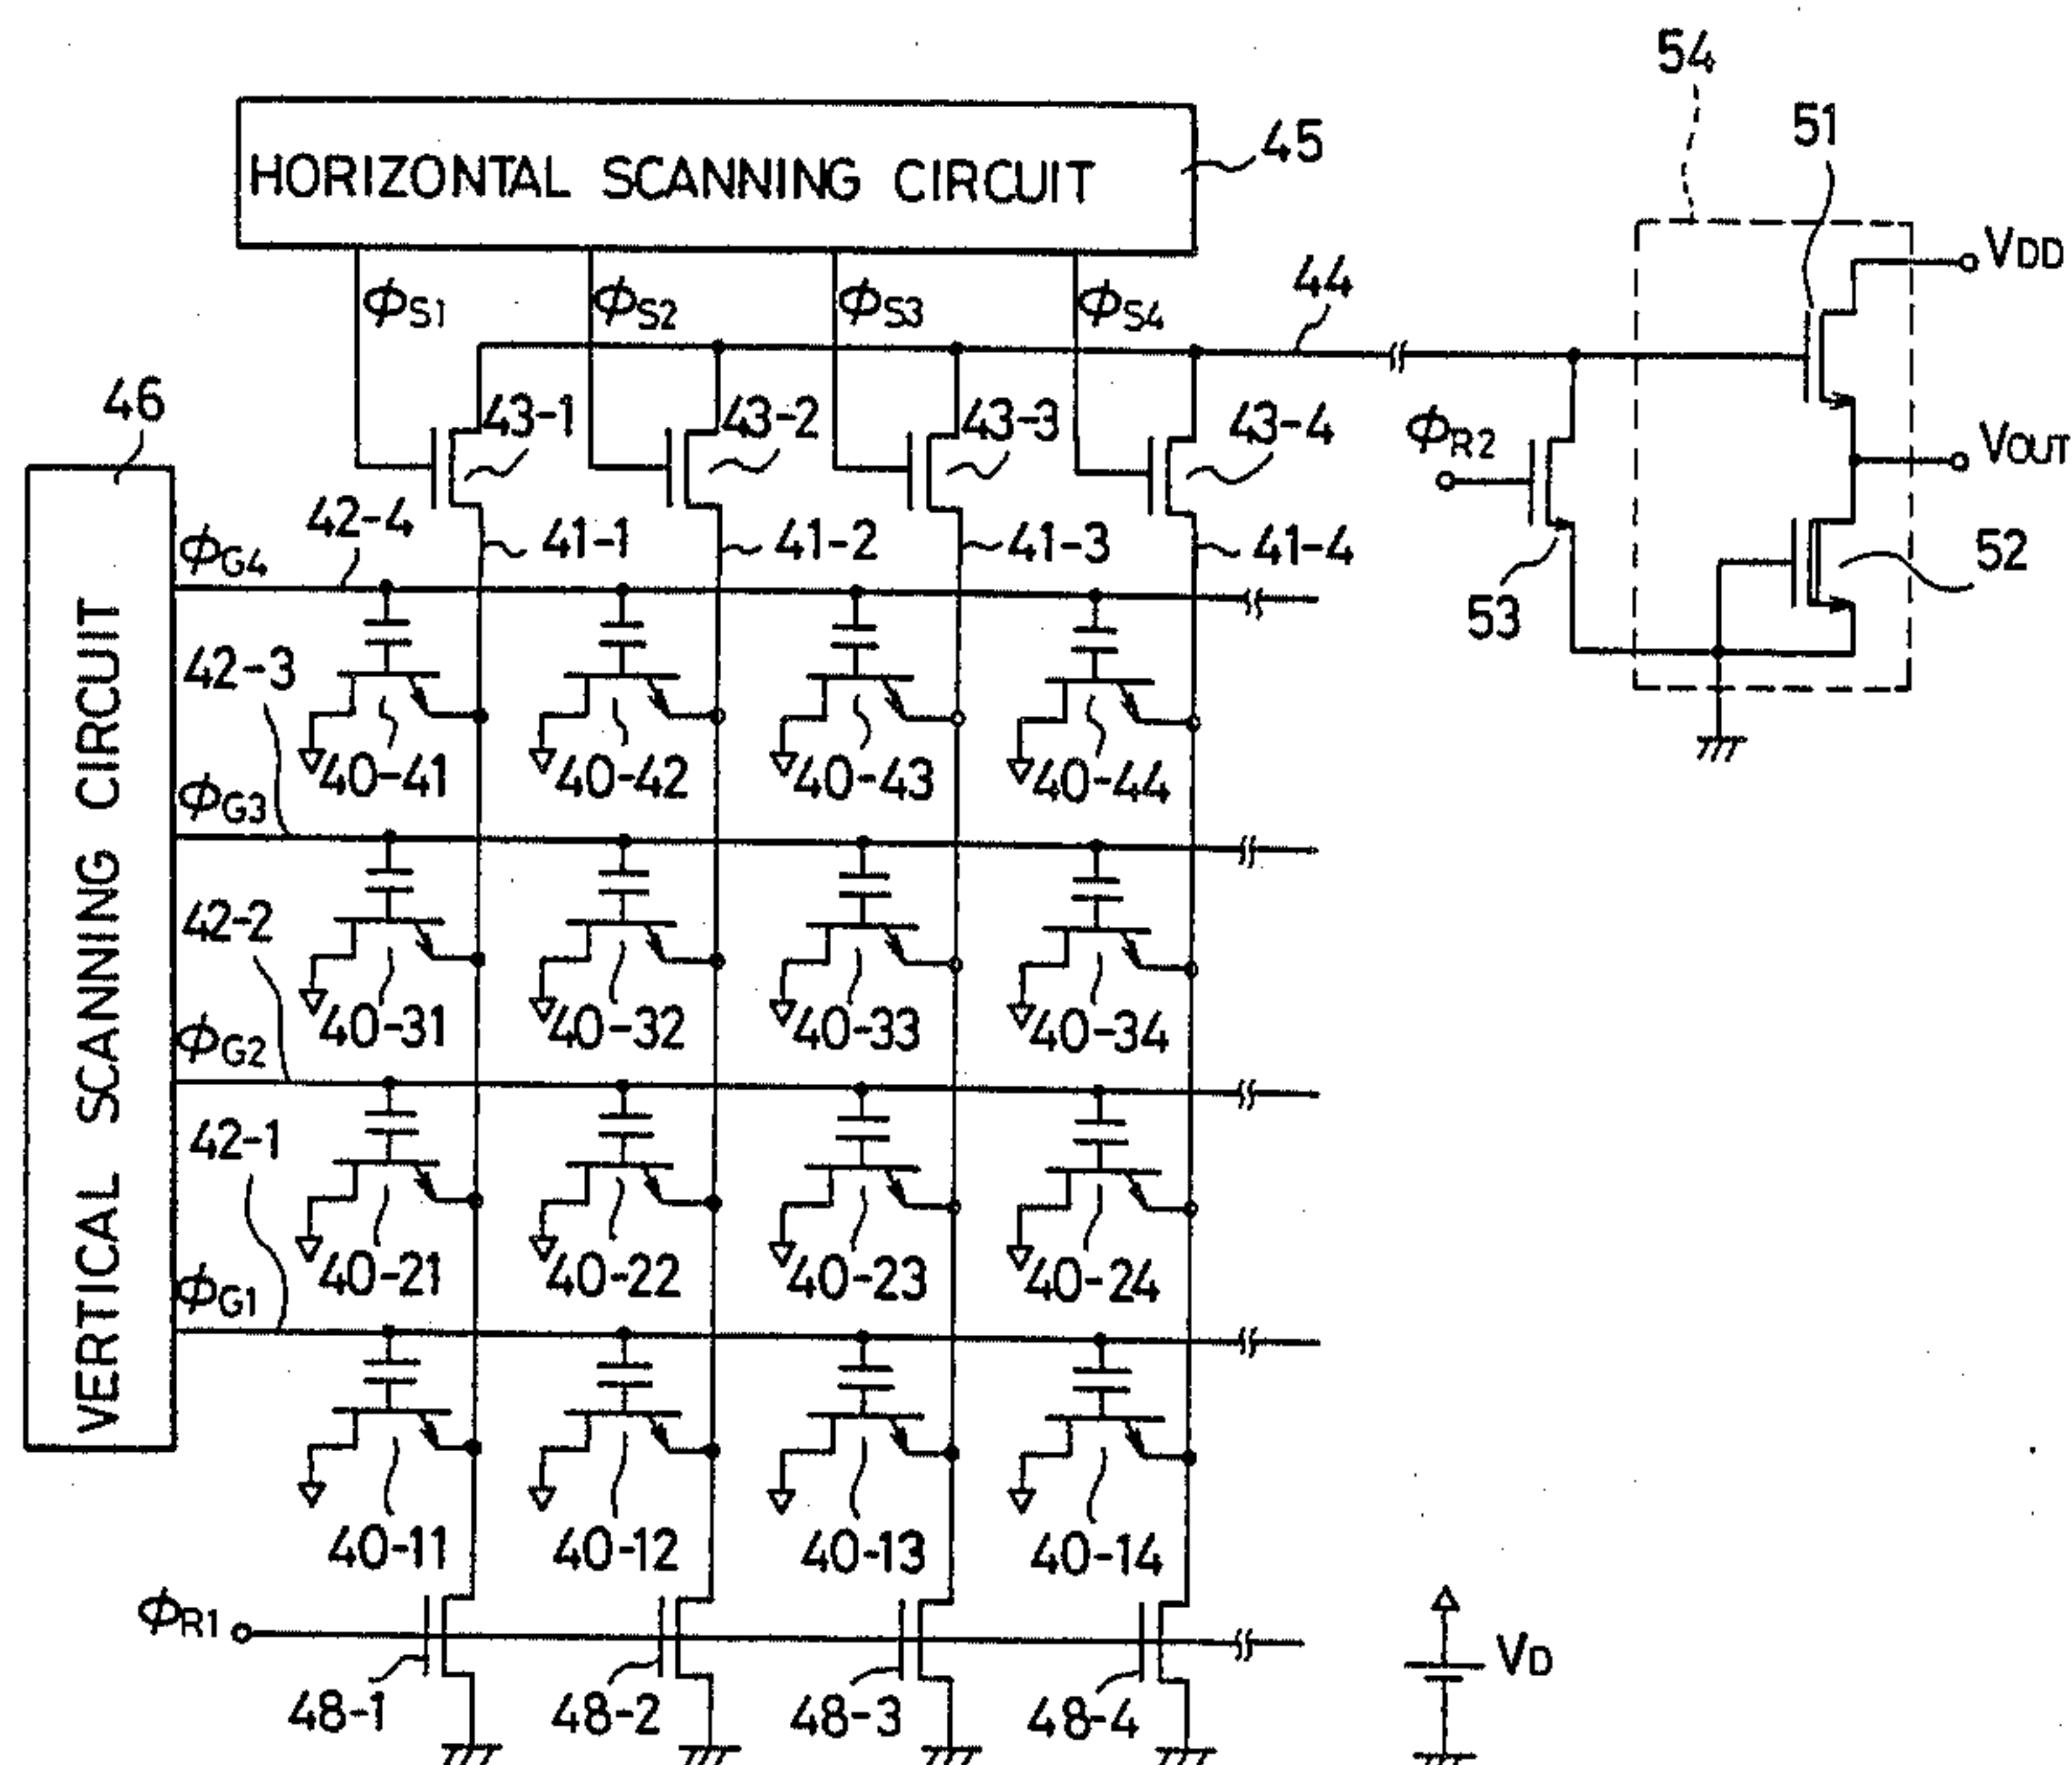 54
51
HORIZONTAL SCANNING CIRCUIT
45
VDD
ΦS1
ΦS2
ΦS3
ΦS4
44
46
43-1
43-2
43-3
43-4
ΦR2
VOUT
42-4
ΦG4
41-1
41-2
41-3
41-4
52
53
VERTICAL SCANNING CIRCUIT
42-3
40-41
40-42
40-43
40-44
ΦG3
42-2
40-31
40-32
40-33
40-34
ΦG2
42-1
40-21
40-22
40-23
40-24
ΦG1
40-11
40-12
40-13
40-14
ΦR1
VD
48-1
48-2
48-3
48-4